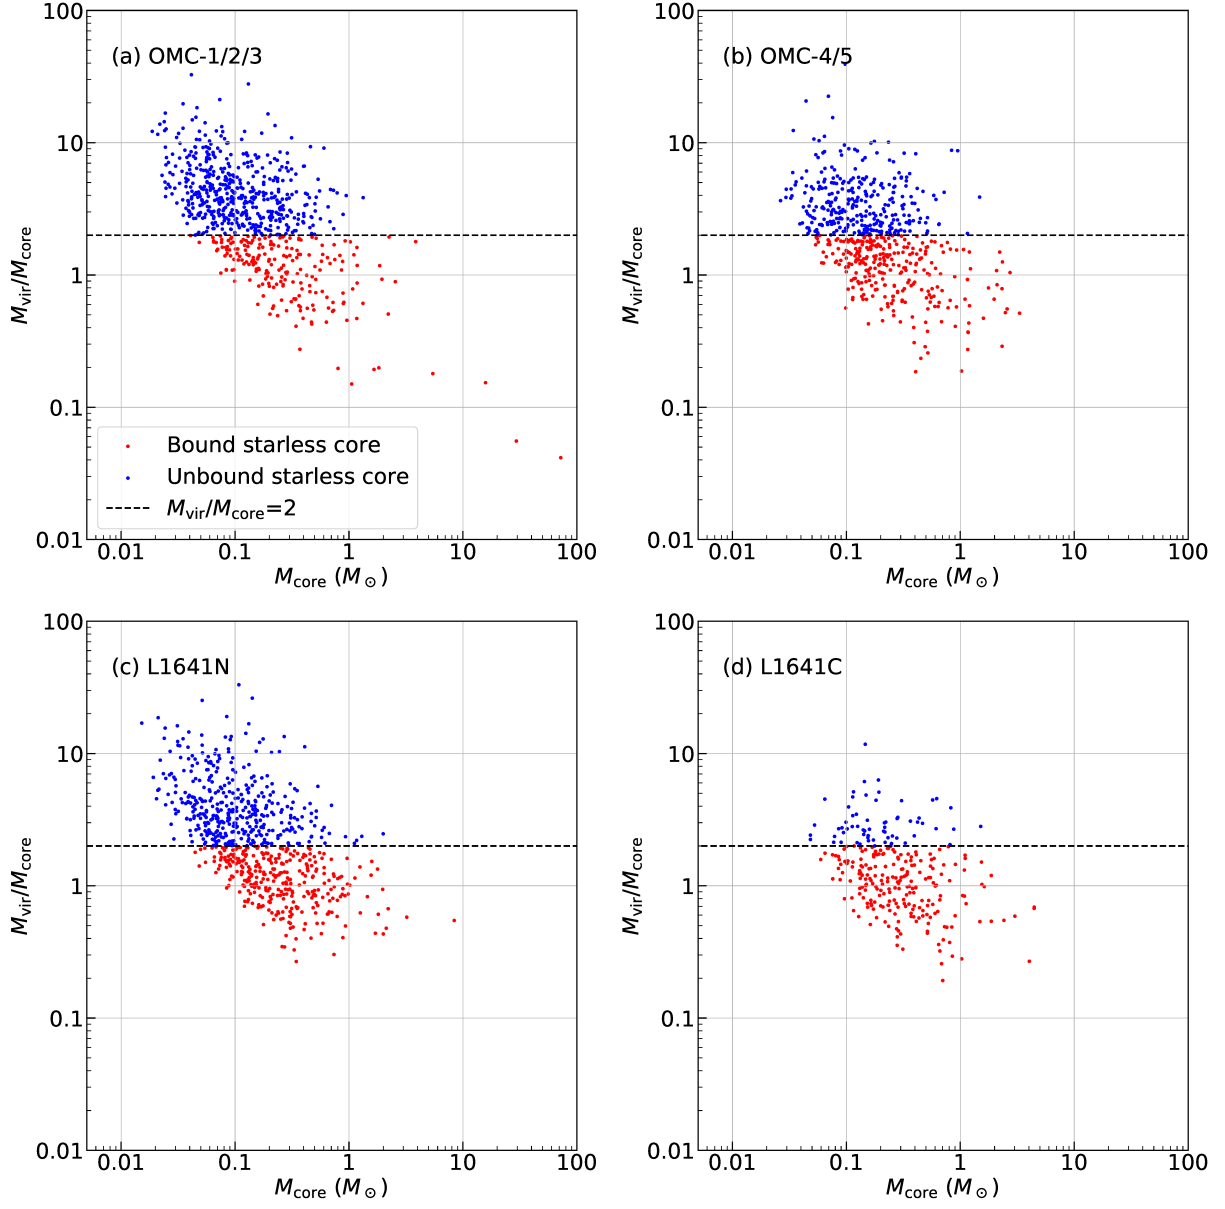 100
10
1
0.1
0.01
M_vir/M_core
(a) OMC-1/2/3
Bound starless core
Unbound starless core
M_vir/M_core=2
0.01 0.1 1 10 100
M_core (M_⊙)
100
10
1
0.1
0.01
M_vir/M_core
(b) OMC-4/5
0.01 0.1 1 10 100
M_core (M_⊙)
100
10
1
0.1
0.01
M_vir/M_core
(c) L1641N
0.01 0.1 1 10 100
M_core (M_⊙)
100
10
1
0.1
0.01
M_vir/M_core
(d) L1641C
0.01 0.1 1 10 100
M_core (M_⊙)